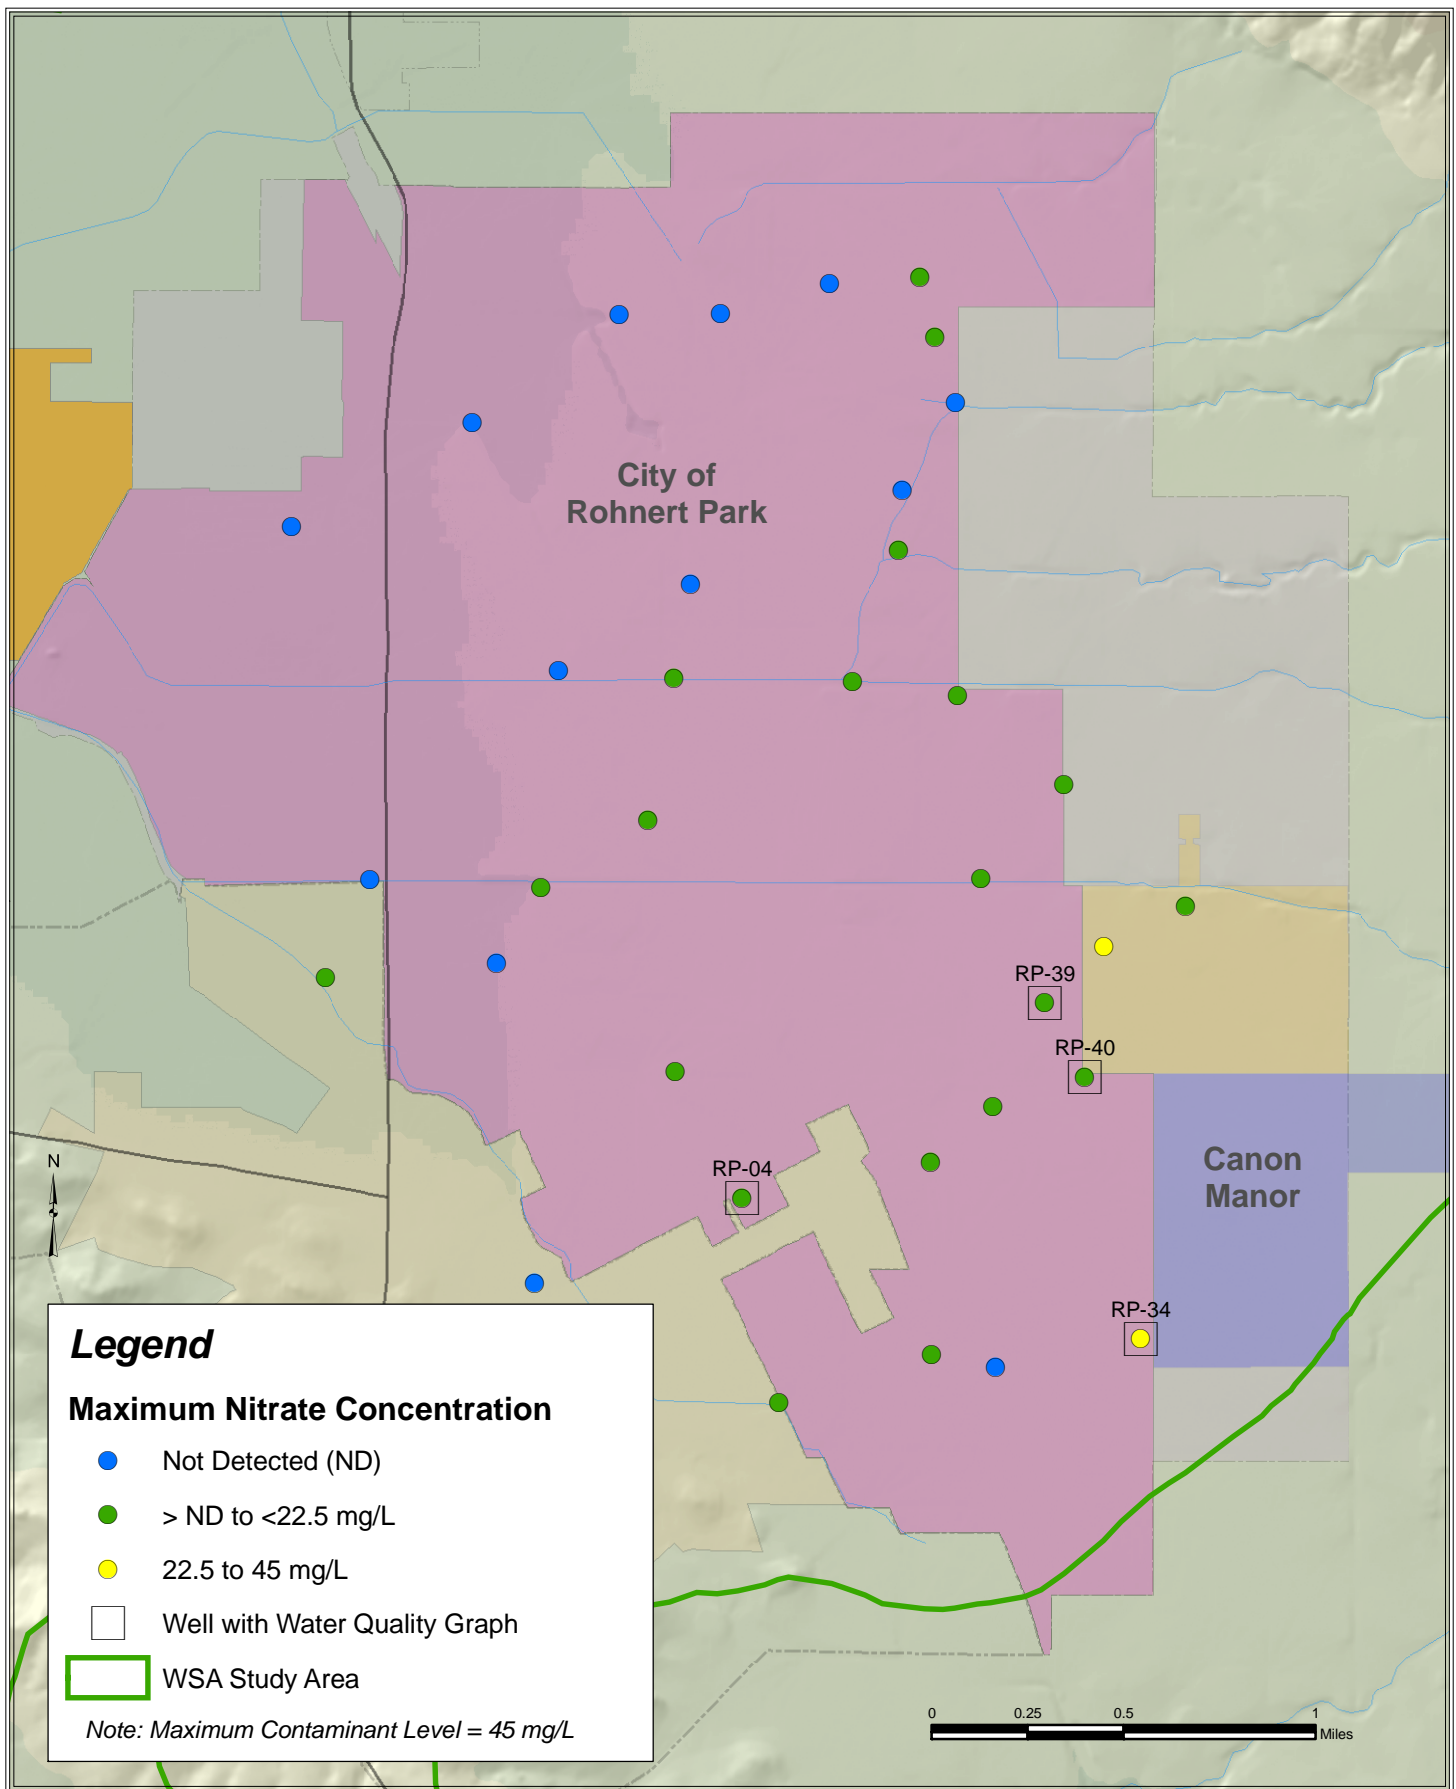 City of
Rohnert Park
RP-39
RP-40
Canon
Manor
RP-04
N
RP-34
Legend
Maximum Nitrate Concentration
Not Detected (ND)
> ND to <22.5 mg/L
22.5 to 45 mg/L
Well with Water Quality Graph
WSA Study Area
Note: Maximum Contaminant Level = 45 mg/L
0 0.25 0.5 1
Miles